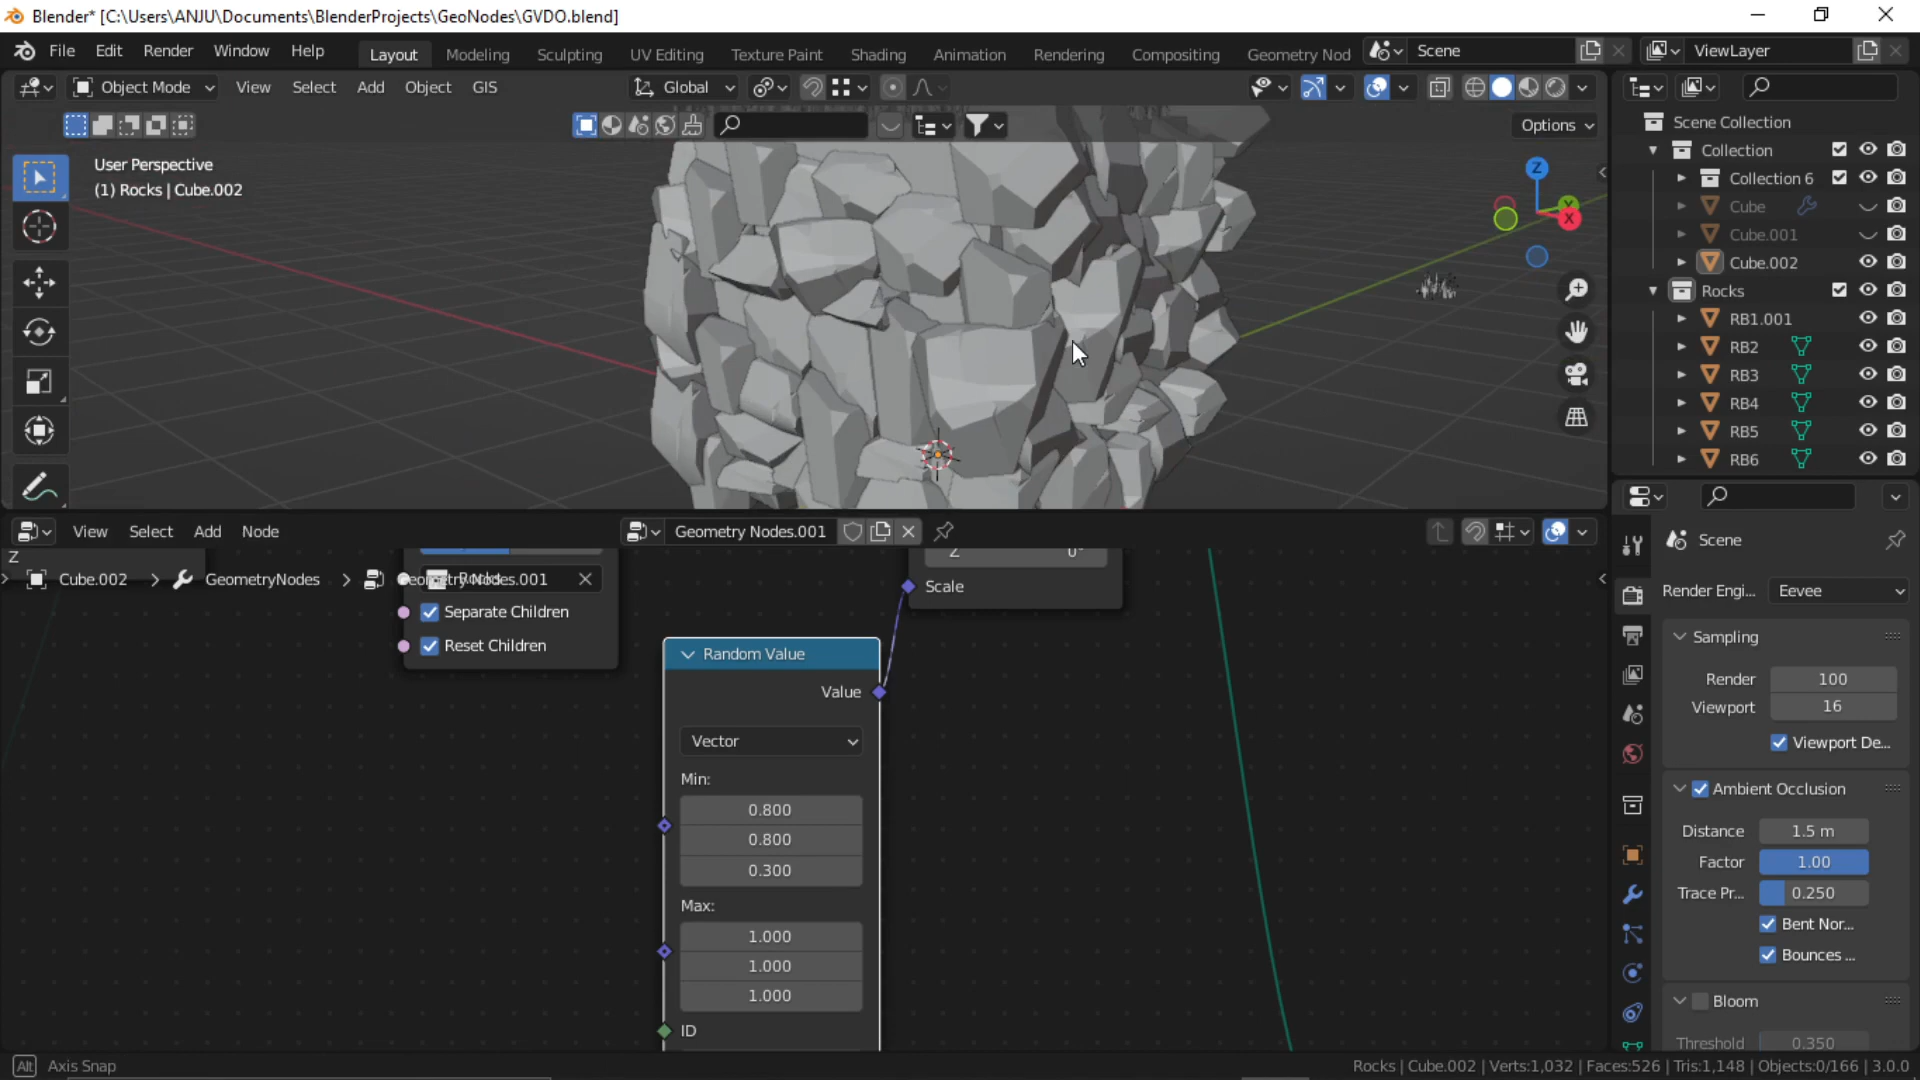 Blender* [C:\Users\ANJU\Documents\BlenderProjects\GeoNodes\GVDO.blend]
File Edit Render Window Help Layout Modeling Sculpting UV Editing Texture Paint Shading Animation Rendering Compositing Geometry Nod Scene ViewLayer
Object Mode View Select Add Object GIS Global
Options
User Perspective
(1) Rocks | Cube.002
Z
Y
X
Scene Collection
Collection
Collection 6
Cube
Cube.001
Cube.002
Rocks
RB1.001
RB2
RB3
RB4
RB5
RB6
View Select Add Node Geometry Nodes.001
Z
Cube.002 GeometryNodes Geometry Nodes.001
Rocks
Separate Children
Reset Children
Z 0°
Scale
Random Value
Value
Vector
Min:
0.800
0.800
0.300
Max:
1.000
1.000
1.000
ID
Scene
Render Engi... Eevee
Sampling
Render 100
Viewport 16
Viewport De...
Ambient Occlusion
Distance 1.5 m
Factor 1.00
Trace Pr... 0.250
Bent Nor...
Bounces ...
Bloom
Threshold 0.350
Alt Axis Snap
Rocks | Cube.002 | Verts:1,032 | Faces:526 | Tris:1,148 | Objects:0/166 | 3.0.0